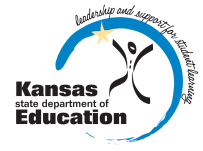 leadership and support for student learning
Kansas
state department of
Education